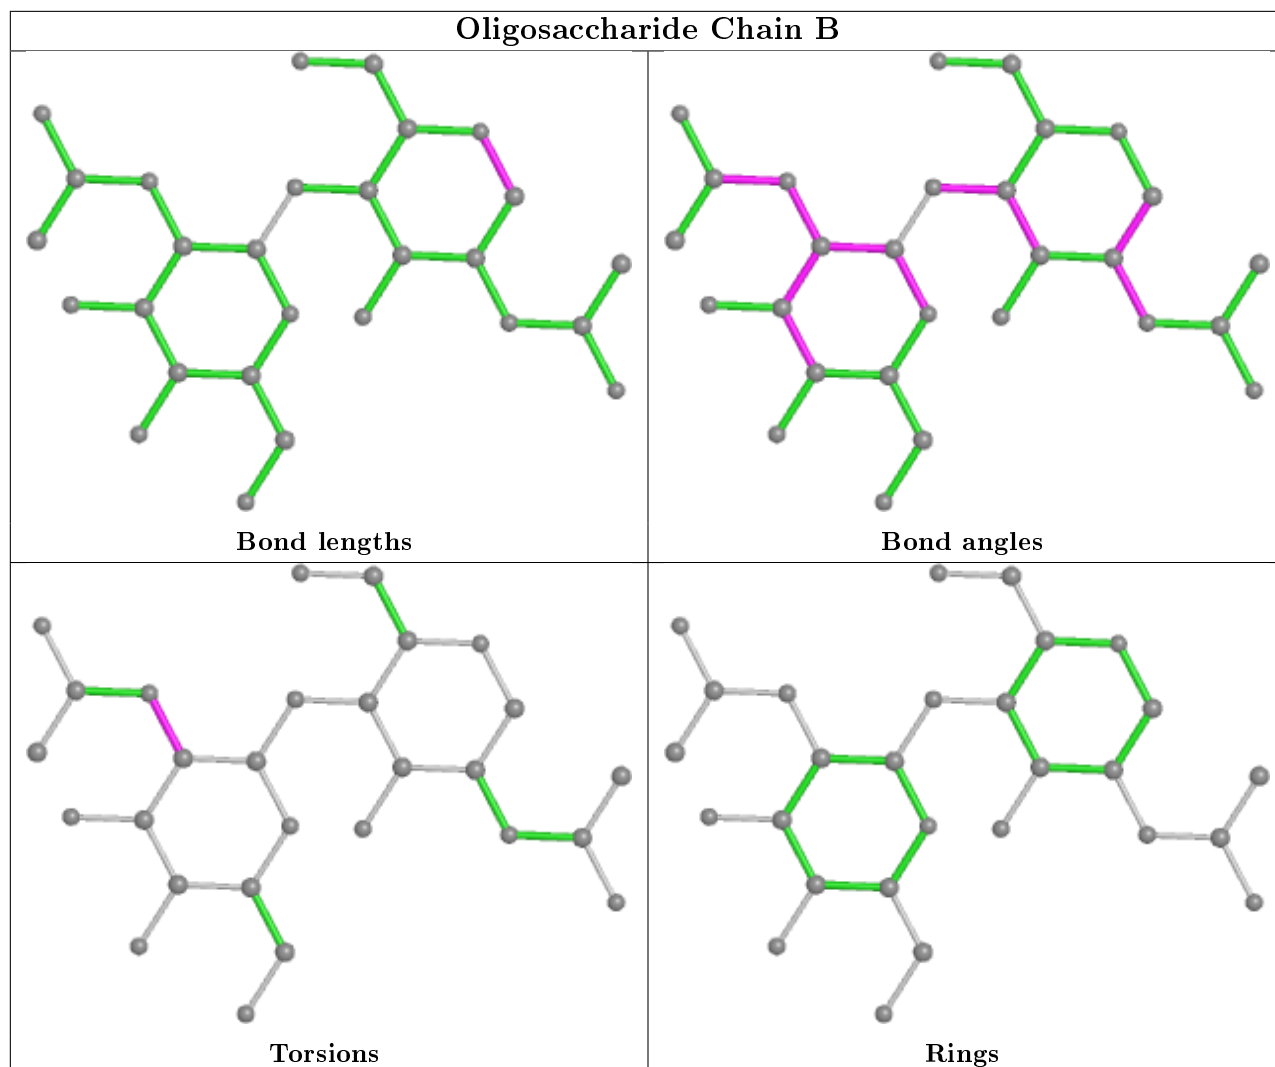 Oligosaccharide Chain B
Bond lengths
Bond angles
Torsions
Rings